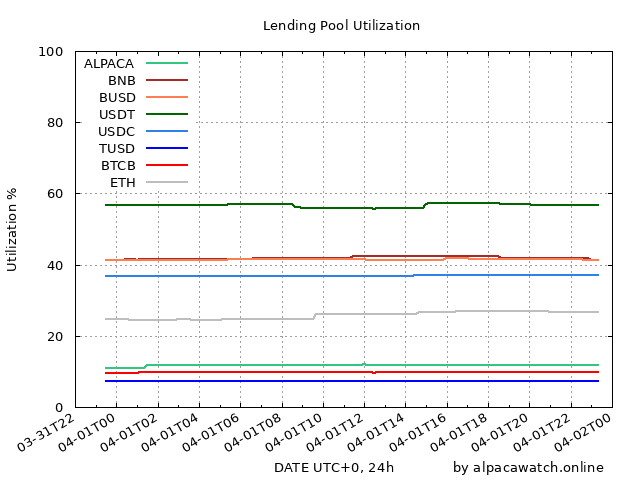 Lending Pool Utilization
100
80
60
40
20
0
Utilization %
ALPACA
BNB
BUSD
USDT
USDC
TUSD
BTCB
ETH
03-31T22
04-01T00
04-01T02
04-01T04
04-01T06
04-01T08
04-01T10
04-01T12
04-01T14
04-01T16
04-01T18
04-01T20
04-01T22
04-02T00
DATE UTC+0, 24h by alpacawatch.online